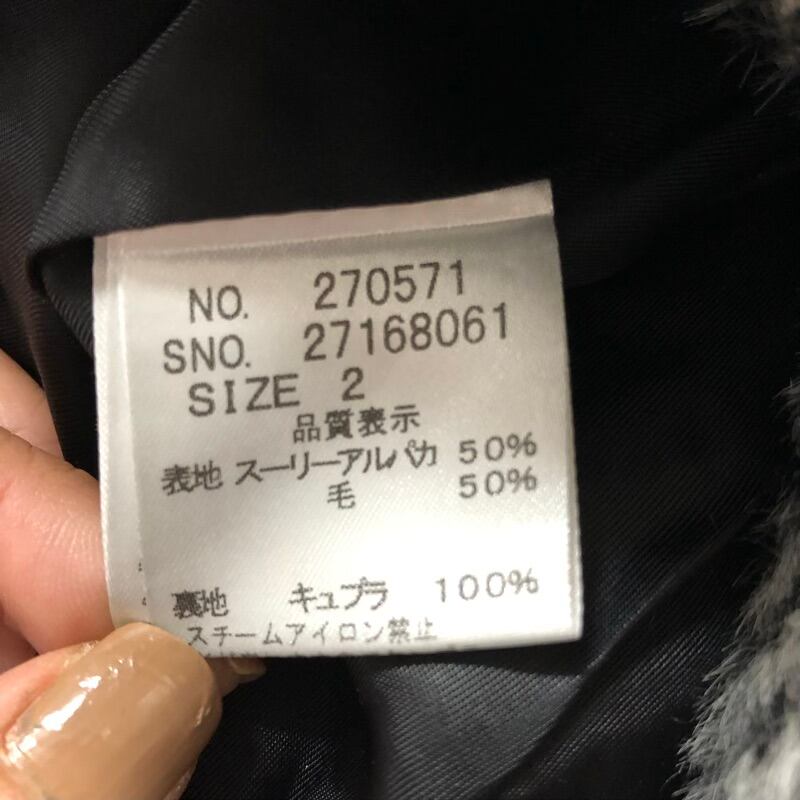 NO. 270571
SNO. 27168061
SIZE 2
品質表示
表地 スーリーアルパカ 50%
毛 50%
裏地 キュプラ 100%
スチームアイロン禁止